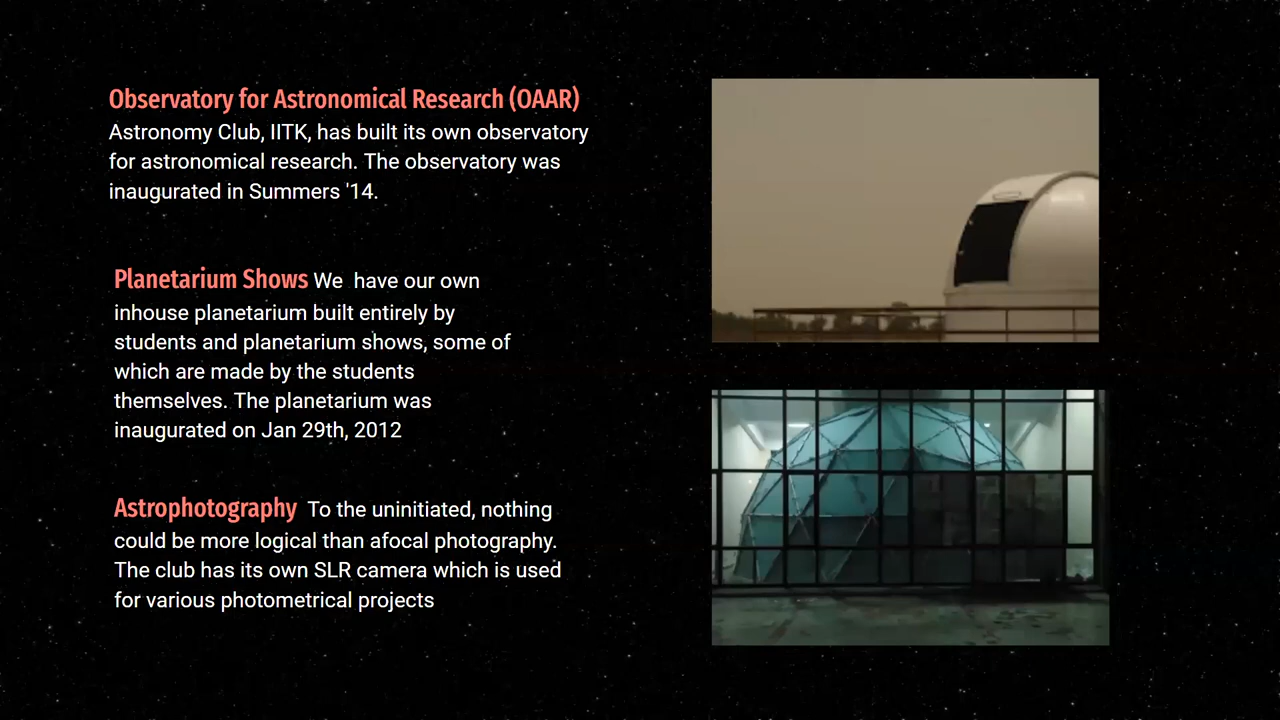 Observatory for Astronomical Research (OAAR)
Astronomy Club, IITK, has built its own observatory
for astronomical research. The observatory was
inaugurated in Summers '14.
Planetarium Shows We have our own
inhouse planetarium built entirely by
students and planetarium shows, some of
which are made by the students
themselves. The planetarium was
inaugurated on Jan 29th, 2012
Astrophotography To the uninitiated, nothing
could be more logical than afocal photography.
The club has its own SLR camera which is used
for various photometrical projects